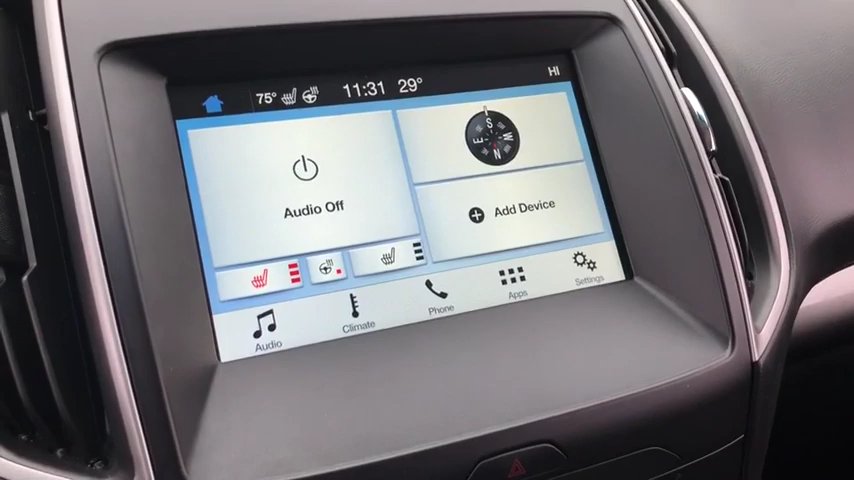 75° 11:31 29° HI
Audio Off
S
E W
N
Add Device
Audio
Climate
Phone
Apps
Settings